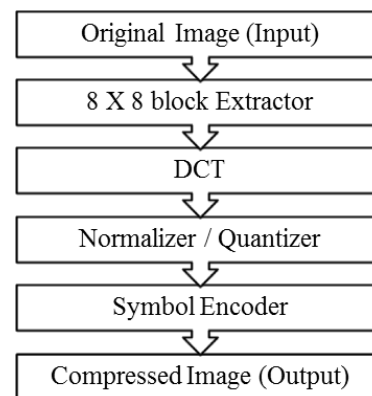 Original Image (Input)
8 X 8 block Extractor
DCT
Normalizer / Quantizer
Symbol Encoder
Compressed Image (Output)